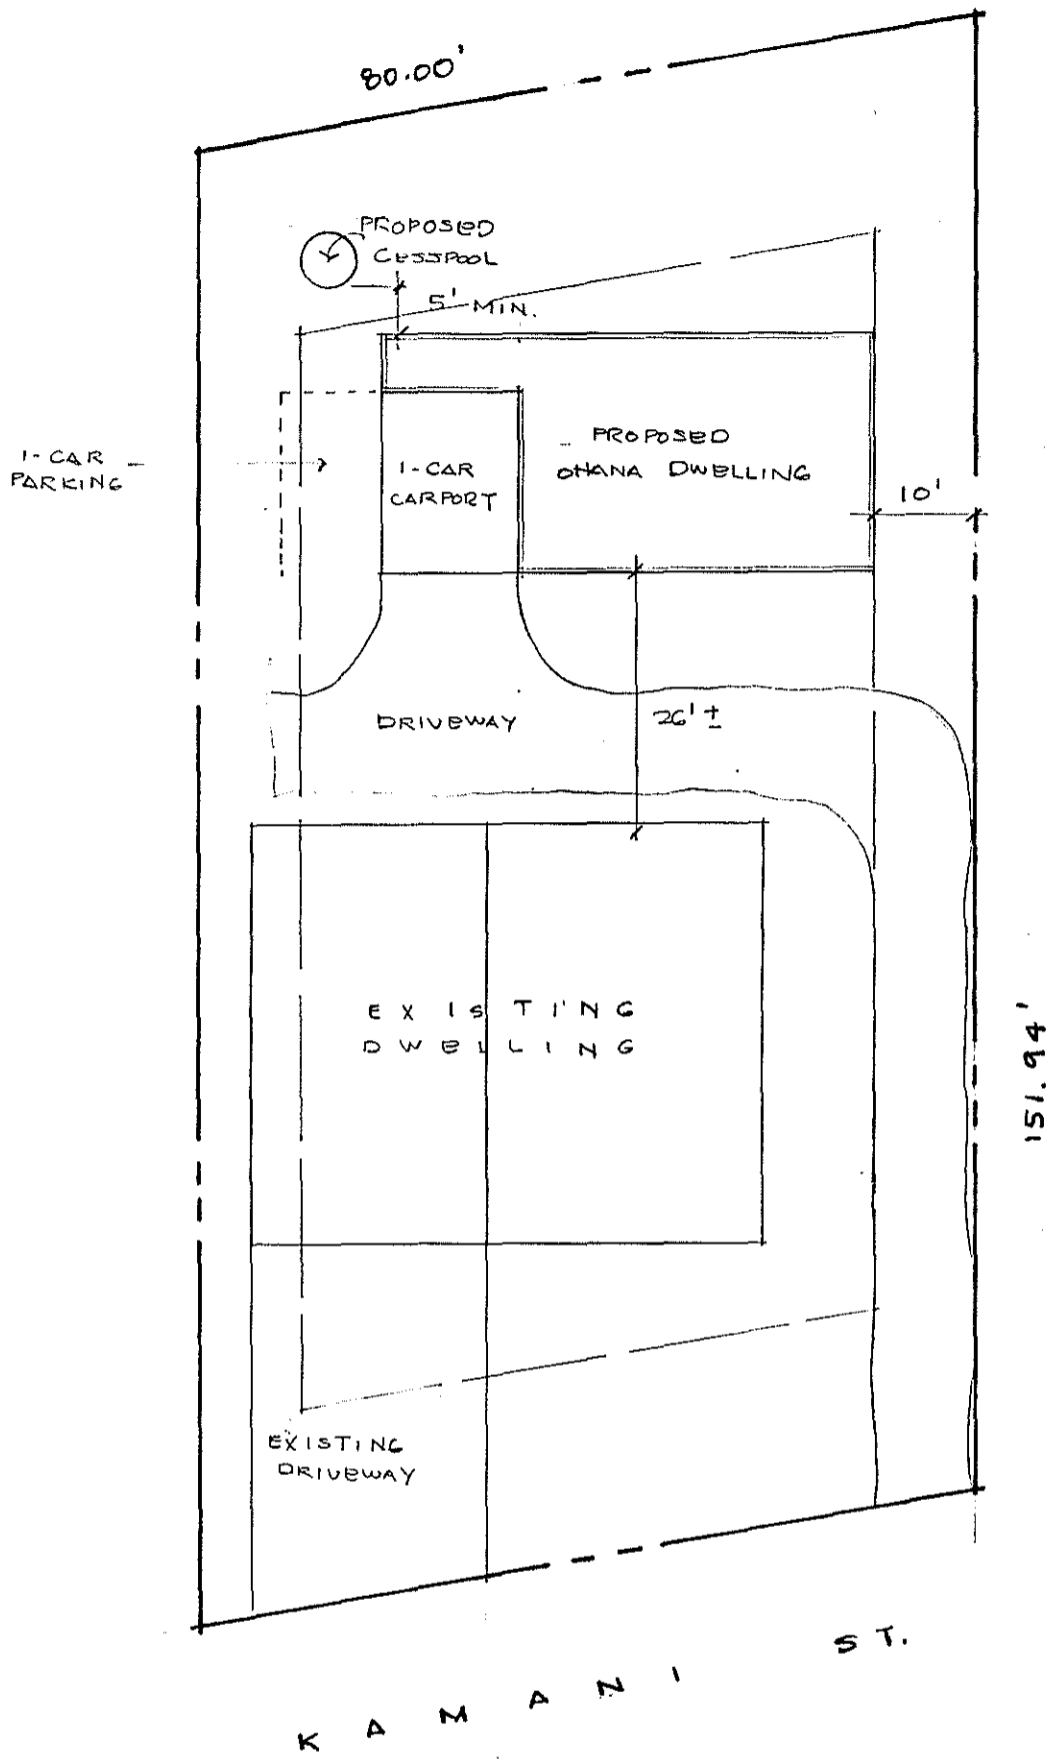 80.00'
PROPOSED
CESSPOOL
5' MIN.
1-CAR
PARKING
1-CAR
CARPORT
PROPOSED
OHANA DWELLING
10'
DRIVEWAY
26' ±
EXISTING
DWELLING
151.94'
EXISTING
DRIVEWAY
KAMANI ST.